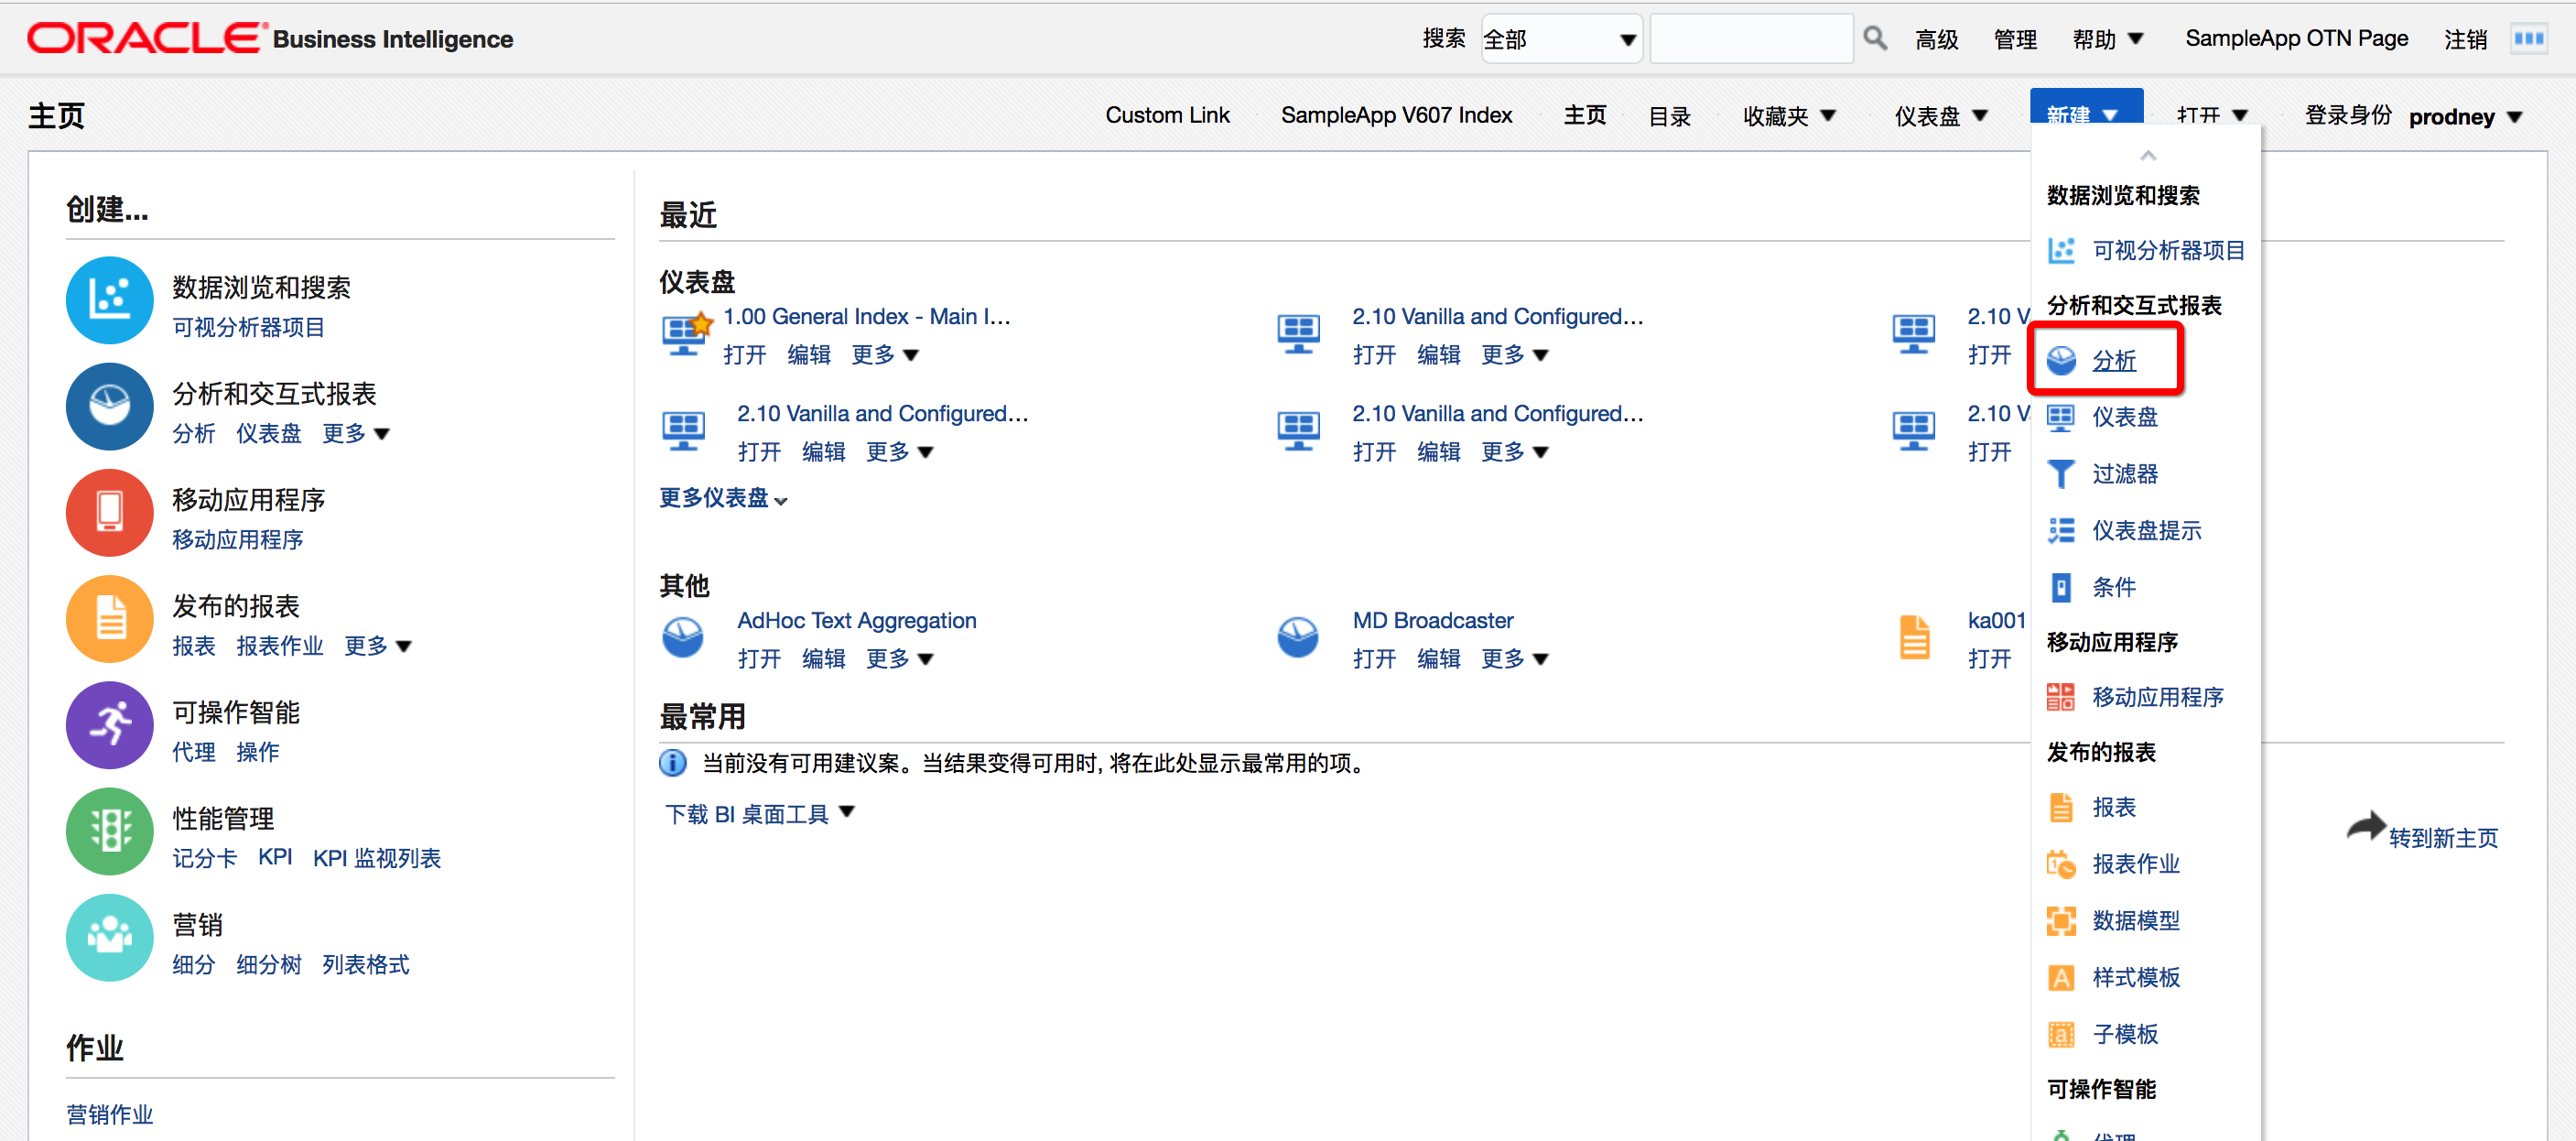 ORACLE Business Intelligence
搜索 全部 高级 管理 帮助 SampleApp OTN Page 注销
主页
Custom Link SampleApp V607 Index 主页 目录 收藏夹 仪表盘 新建 打开 登录身份 prodney
创建...
数据浏览和搜索
可视分析器项目
分析和交互式报表
分析 仪表盘 更多
移动应用程序
移动应用程序
发布的报表
报表 报表作业 更多
可操作智能
代理 操作
性能管理
记分卡 KPI KPI 监视列表
营销
细分 细分树 列表格式
作业
营销作业
最近
仪表盘
1.00 General Index - Main I...
打开 编辑 更多
2.10 Vanilla and Configured...
打开 编辑 更多
2.10 V
打开
2.10 Vanilla and Configured...
打开 编辑 更多
2.10 Vanilla and Configured...
打开 编辑 更多
2.10 V
打开
更多仪表盘
其他
AdHoc Text Aggregation
打开 编辑 更多
MD Broadcaster
打开 编辑 更多
ka001
打开
最常用
当前没有可用建议案。当结果变得可用时, 将在此处显示最常用的项。
下载 BI 桌面工具
转到新主页
数据浏览和搜索
可视分析器项目
分析和交互式报表
分析
仪表盘
过滤器
仪表盘提示
条件
移动应用程序
移动应用程序
发布的报表
报表
报表作业
数据模型
样式模板
子模板
可操作智能
代理